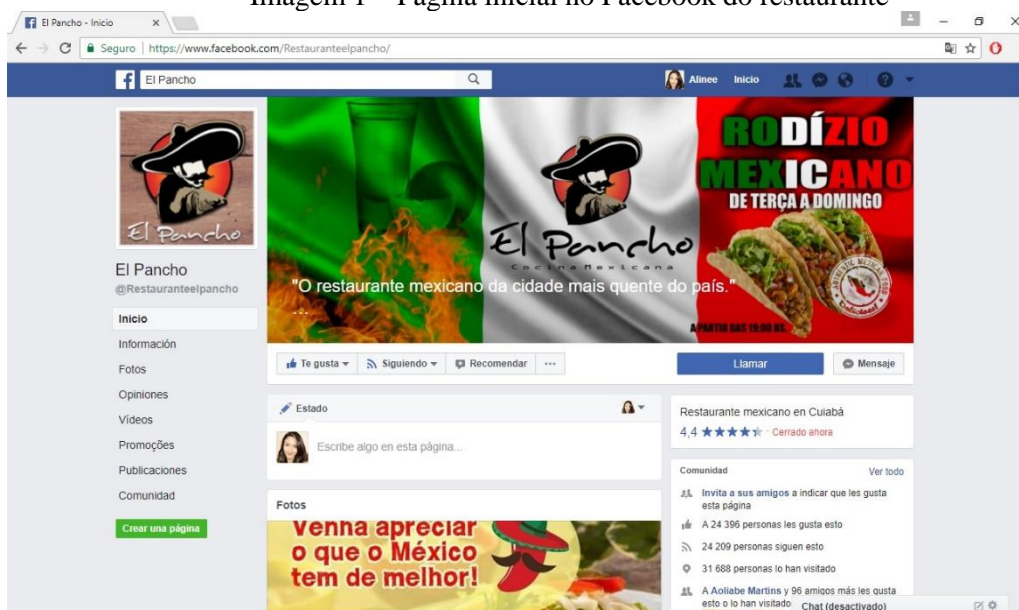 Imagem 1 – Página inicial no Facebook do restaurante
El Pancho - Inicio
Seguro | https://www.facebook.com/Restauranteelpancho/
El Pancho
Alinee Inicio
El Pancho
El Pancho
@Restauranteelpancho
Inicio
Información
Fotos
Opiniones
Vídeos
Promoções
Publicaciones
Comunidad
Crear una página
RODÍZIO
MEXICANO
DE TERÇA A DOMINGO
El Pancho
Cocina Mexicana
"O restaurante mexicano da cidade mais quente do país."
...
AUTHENTIC MEXICAN FOOD
Delicioso!
A PARTIR DAS 19:00 HS.
Te gusta Siguiendo Recomendar ...
Llamar Mensaje
Estado
Escribe algo en esta página...
Fotos
Venha apreciar
o que o México
tem de melhor!
Restaurante mexicano en Cuiabá
4,4 ★★★★★ · Cerrado ahora
Comunidad Ver todo
Invita a sus amigos a indicar que les gusta
esta página
A 24 396 personas les gusta esto
24 209 personas siguen esto
31 688 personas lo han visitado
A Aoliabe Martins y 96 amigos más les gusta
esto o lo han visitado
Chat (desactivado)